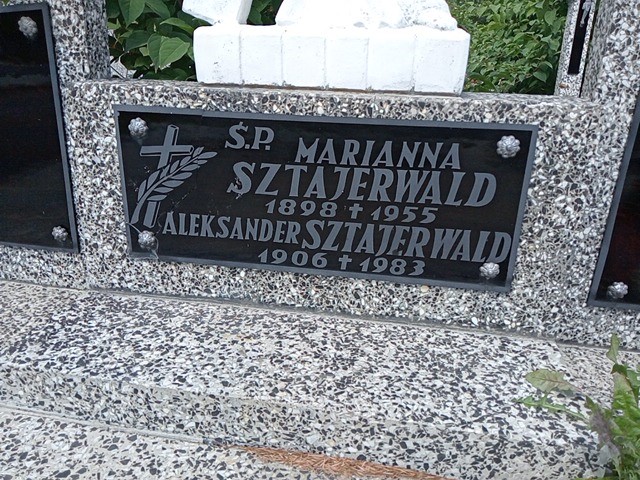 Ś.P. MARIANNA
SZTAJERWALD
1898 † 1955
ALEKSANDER SZTAJERWALD
1906 † 1983